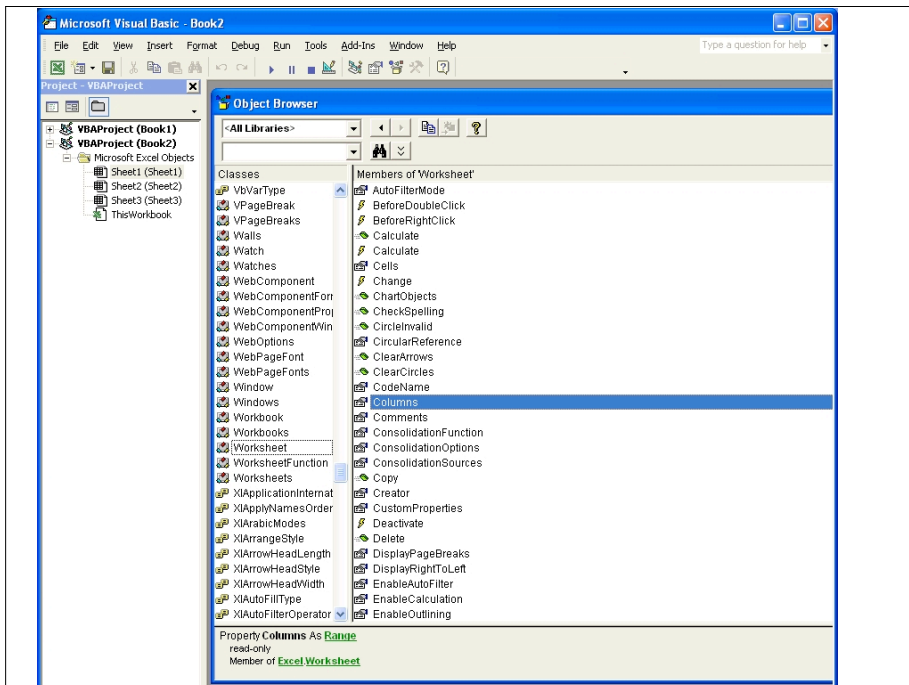 Microsoft Visual Basic - Book2
File Edit View Insert Format Debug Run Tools Add-Ins Window Help
Type a question for help
Project - VBAProject
VBAProject (Book1)
VBAProject (Book2)
Microsoft Excel Objects
Sheet1 (Sheet1)
Sheet2 (Sheet2)
Sheet3 (Sheet3)
ThisWorkbook
Object Browser
<All Libraries>
Classes
VbVarType
VPageBreak
VPageBreaks
Walls
Watch
Watches
WebComponent
WebComponentForr
WebComponentProp
WebComponentWin
WebOptions
WebPageFont
WebPageFonts
Window
Windows
Workbook
Workbooks
Worksheet
WorksheetFunction
Worksheets
XlApplicationInternat
XlApplyNamesOrder
XlArabicModes
XlArrangeStyle
XlArrowHeadLength
XlArrowHeadStyle
XlArrowHeadWidth
XlAutoFillType
XlAutoFilterOperator
Members of 'Worksheet'
AutoFilterMode
BeforeDoubleClick
BeforeRightClick
Calculate
Calculate
Cells
Change
ChartObjects
CheckSpelling
CircleInvalid
CircularReference
ClearArrows
ClearCircles
CodeName
Columns
Comments
ConsolidationFunction
ConsolidationOptions
ConsolidationSources
Copy
Creator
CustomProperties
Deactivate
Delete
DisplayPageBreaks
DisplayRightToLeft
EnableAutoFilter
EnableCalculation
EnableOutlining
Property Columns As Range
read-only
Member of Excel.Worksheet